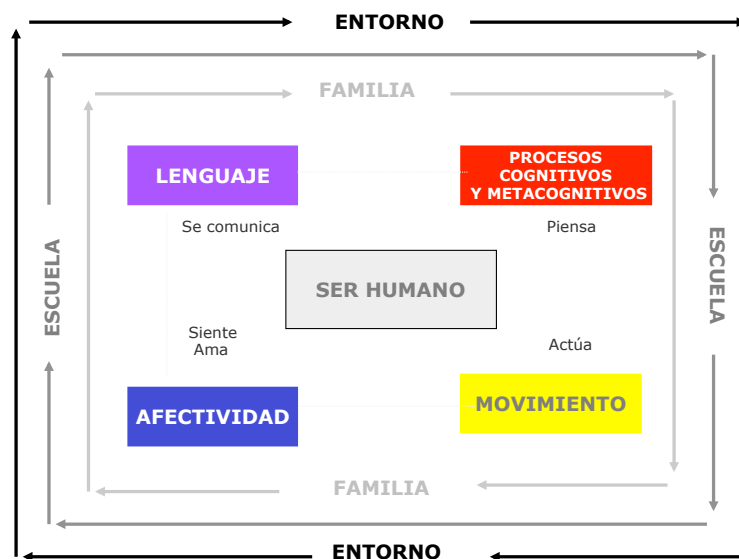 ENTORNO
FAMILIA
LENGUAJE
PROCESOS
COGNITIVOS
Y METACOGNITIVOS
Se comunica
Piensa
ESCUELA
SER HUMANO
ESCUELA
Siente
Ama
Actúa
AFECTIVIDAD
MOVIMIENTO
FAMILIA
ENTORNO